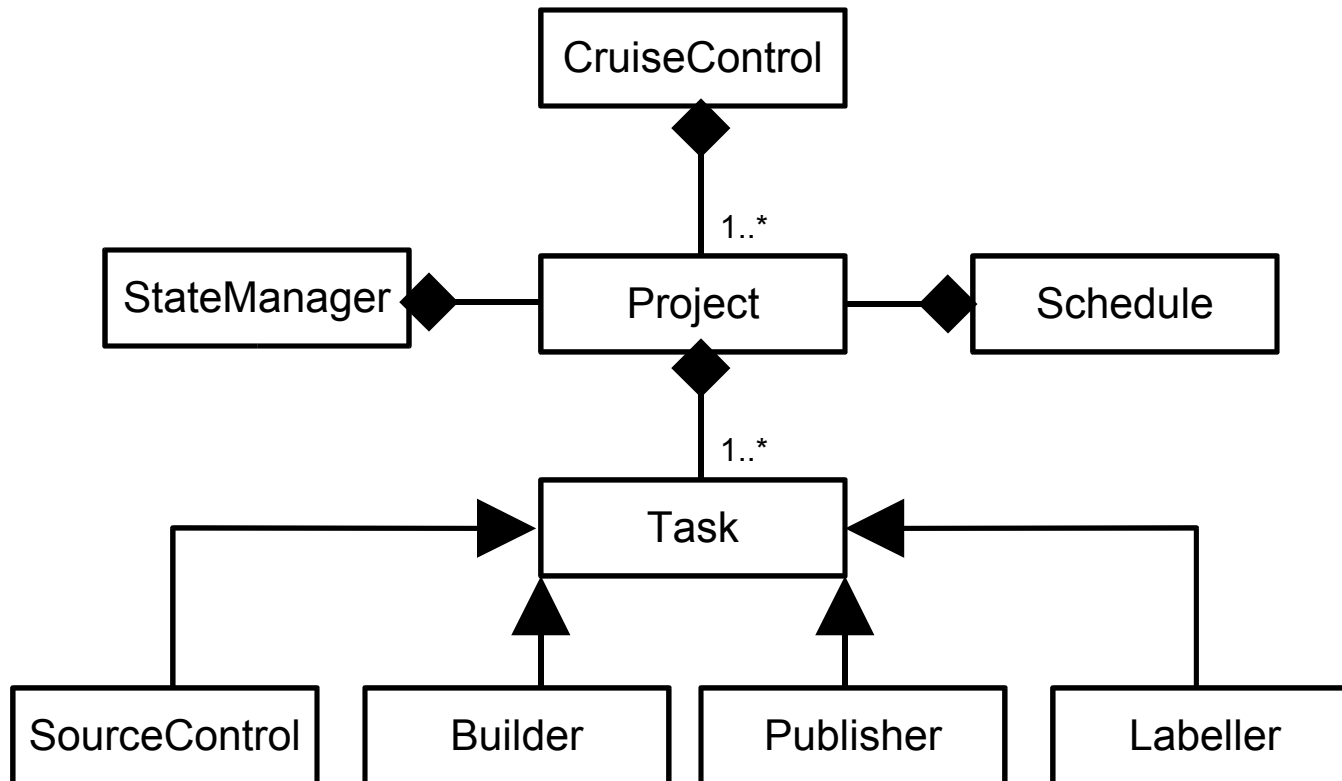 CruiseControl
1..*
StateManager
Project
Schedule
1..*
Task
SourceControl
Builder
Publisher
Labeller